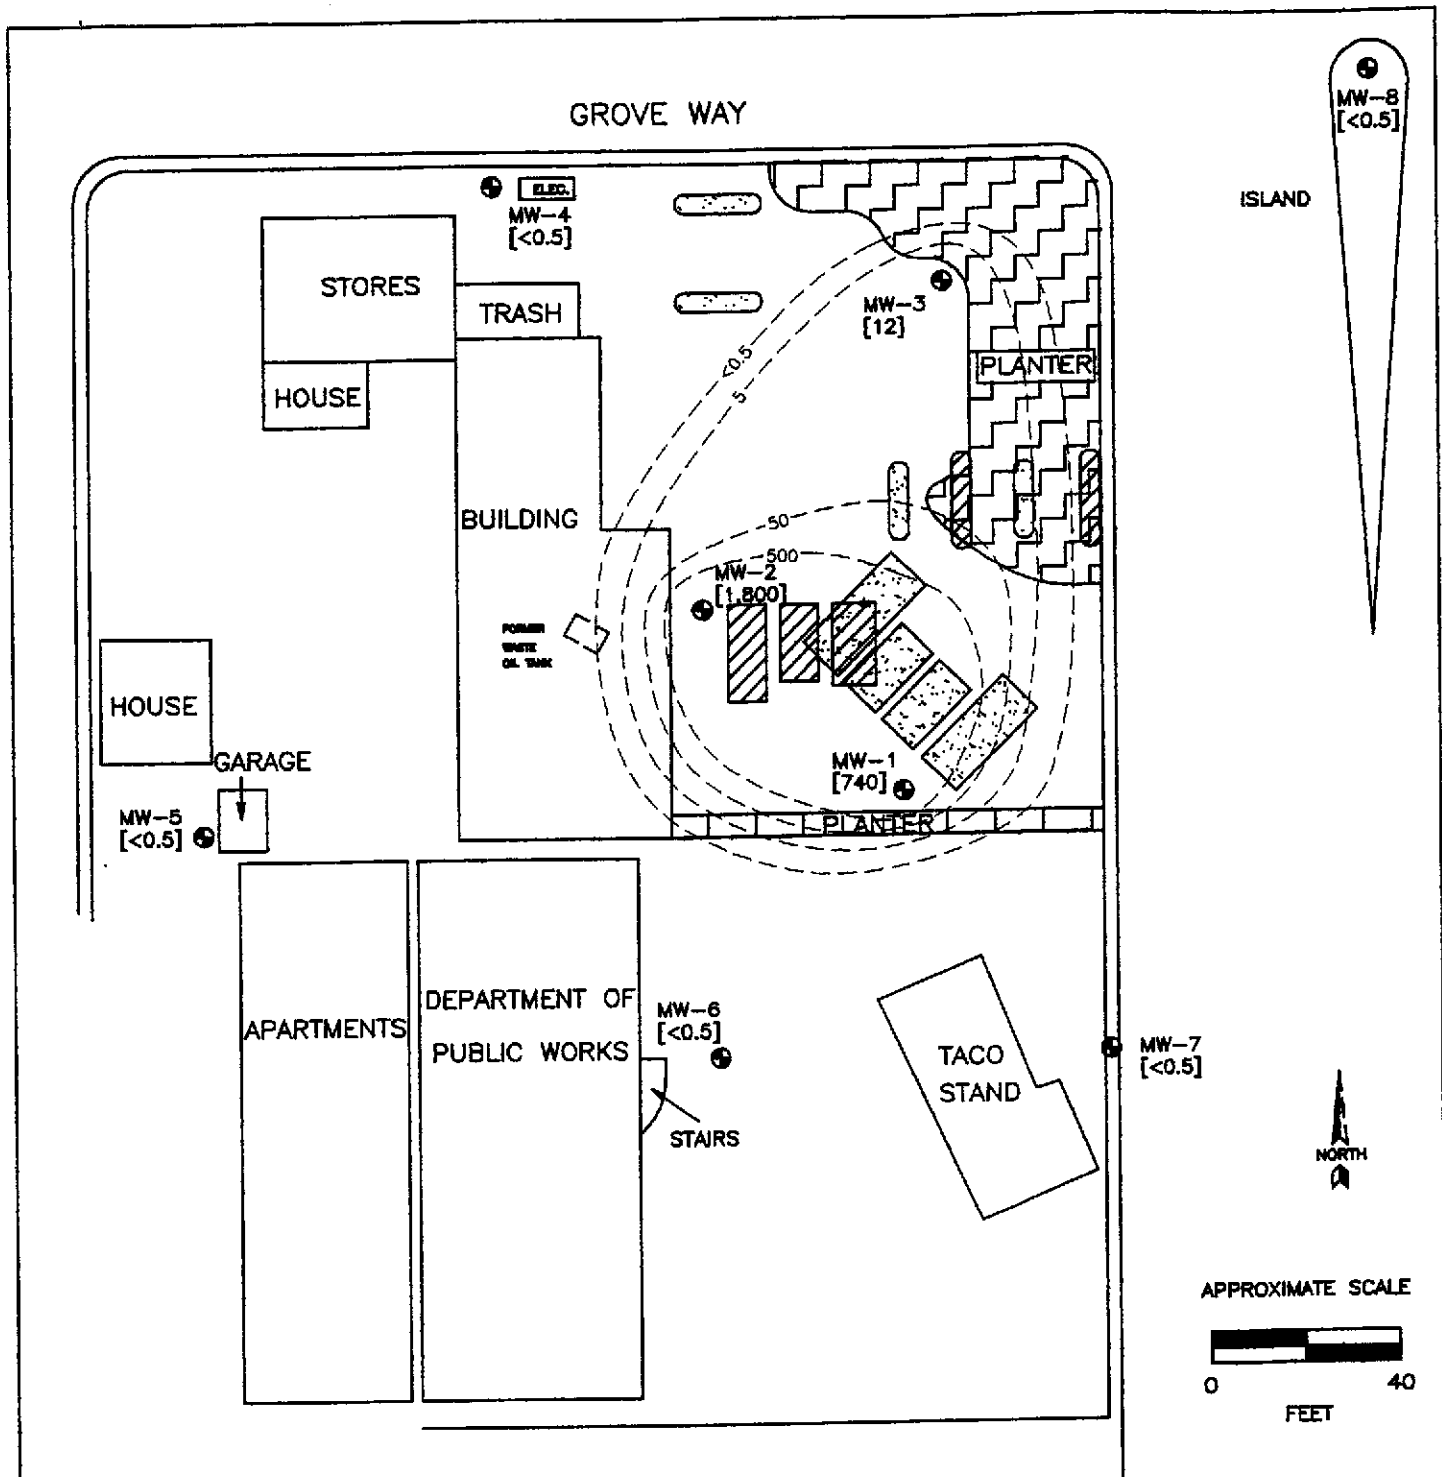 GROVE WAY
MW-8
[<0.5]
ISLAND
ELEC.
MW-4
[<0.5]
STORES
TRASH
MW-3
[12]
HOUSE
<0.5
5
PLANTER
BUILDING
50
500
MW-2
[1,800]
FORMER
WASTE
OIL TANK
HOUSE
GARAGE
MW-1
[740]
MW-5
[<0.5]
PLANTER
DEPARTMENT OF
PUBLIC WORKS
APARTMENTS
MW-6
[<0.5]
STAIRS
TACO
STAND
MW-7
[<0.5]
NORTH
APPROXIMATE SCALE
0 40
FEET